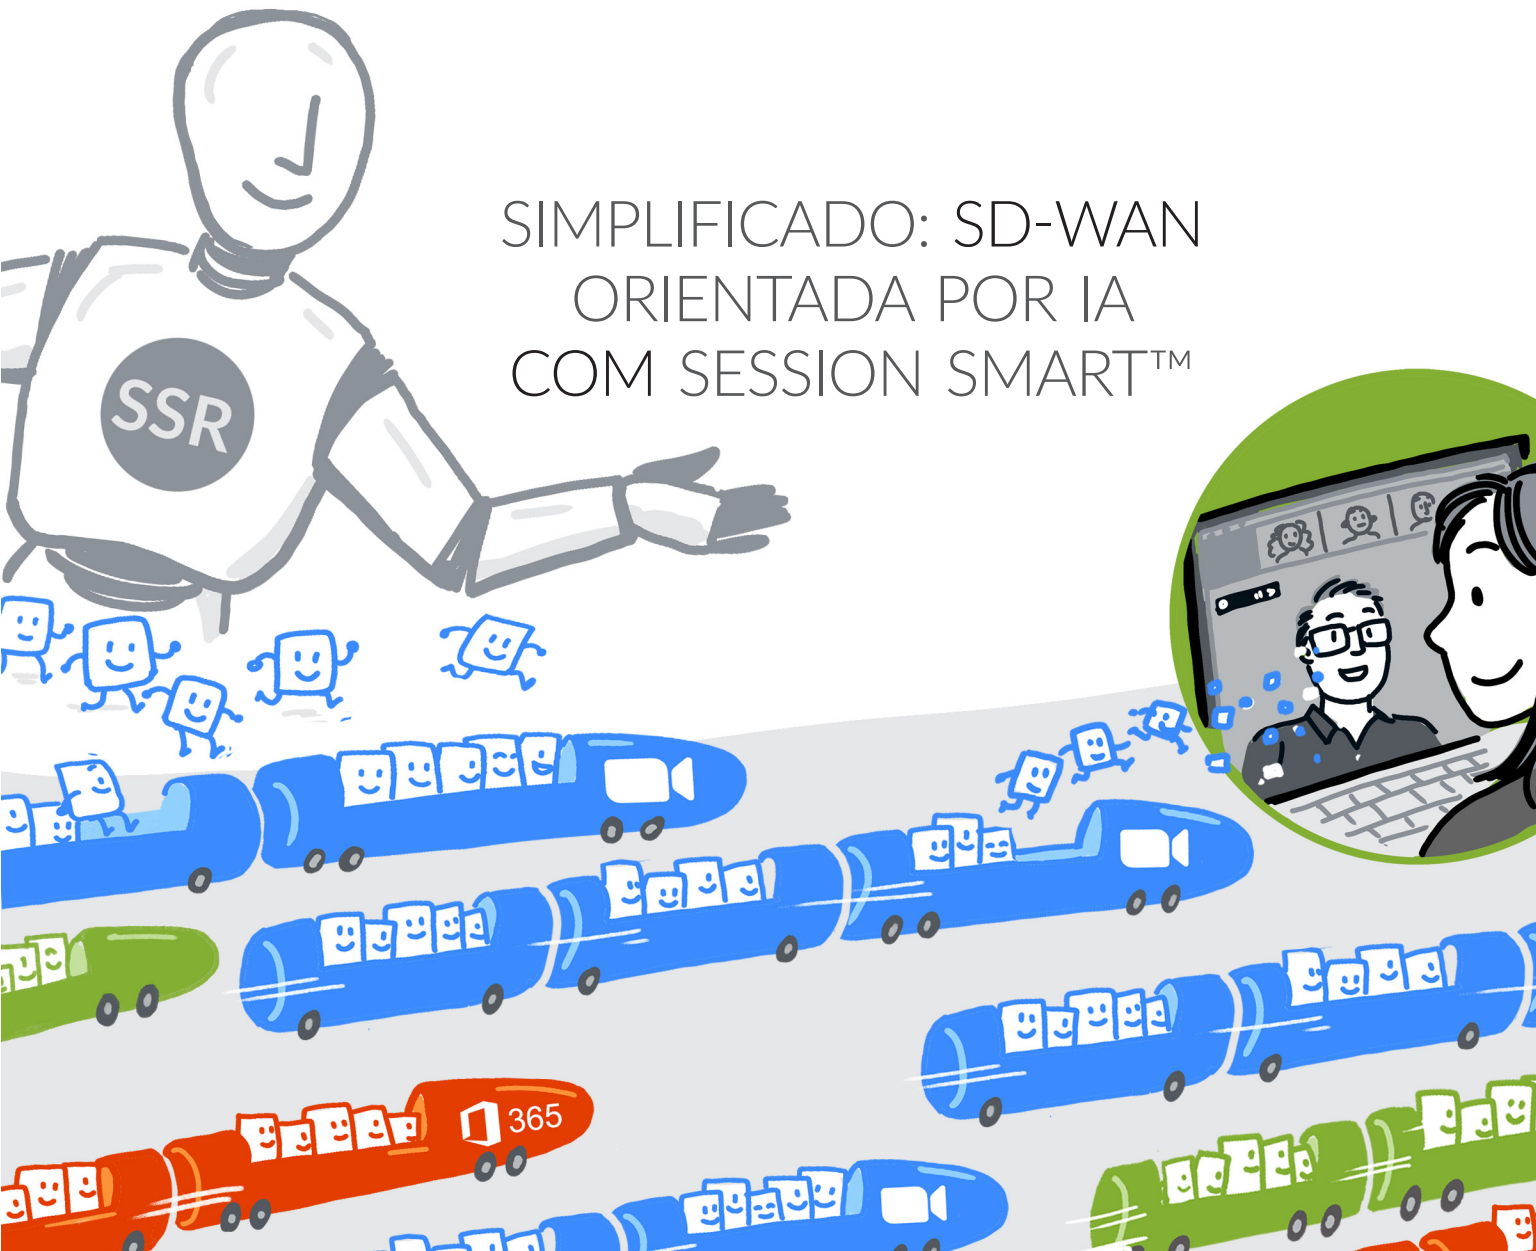 SIMPLIFICADO: SD-WAN
ORIENTADA POR IA
COM SESSION SMART™
SSR
365